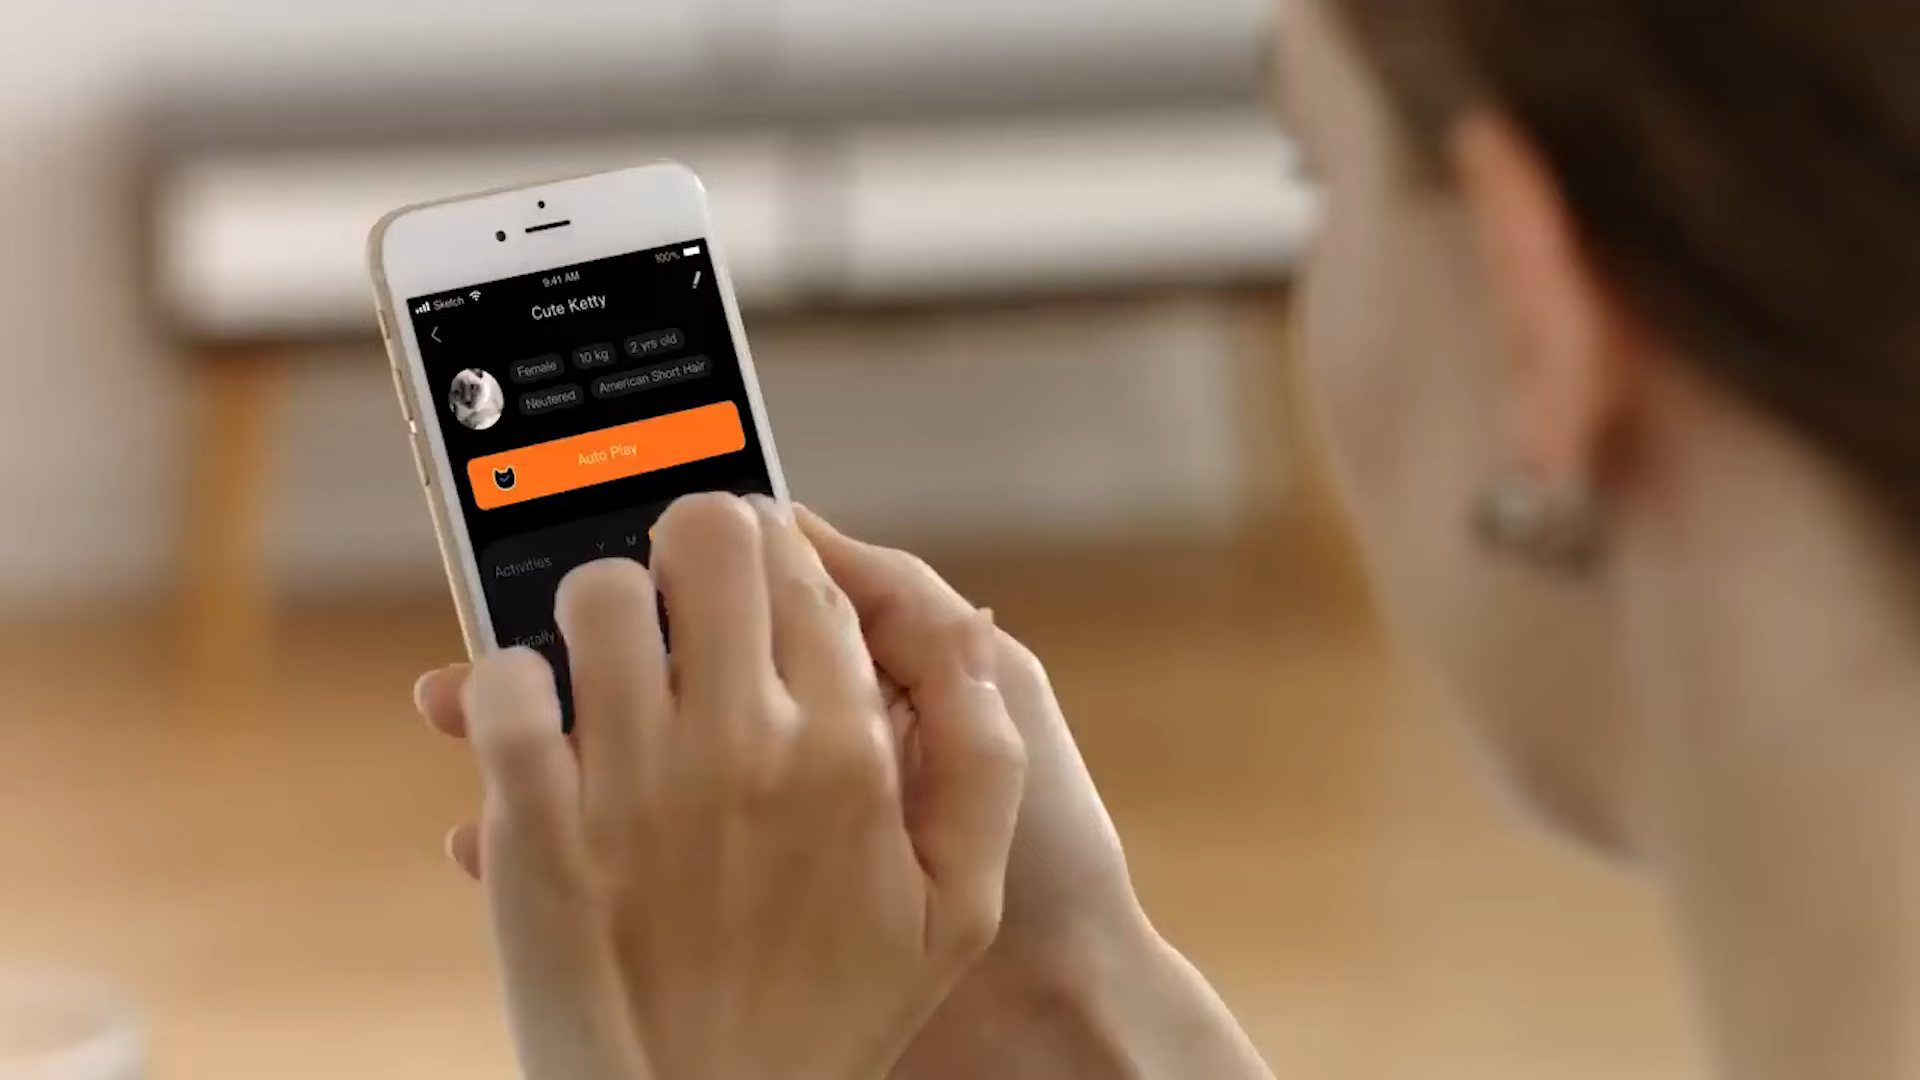 Sketch 9:41 AM 100%
Cute Ketty
Female 10 kg 2 yrs old
Neutered American Short Hair
Auto Play
Activities Y M
Totally